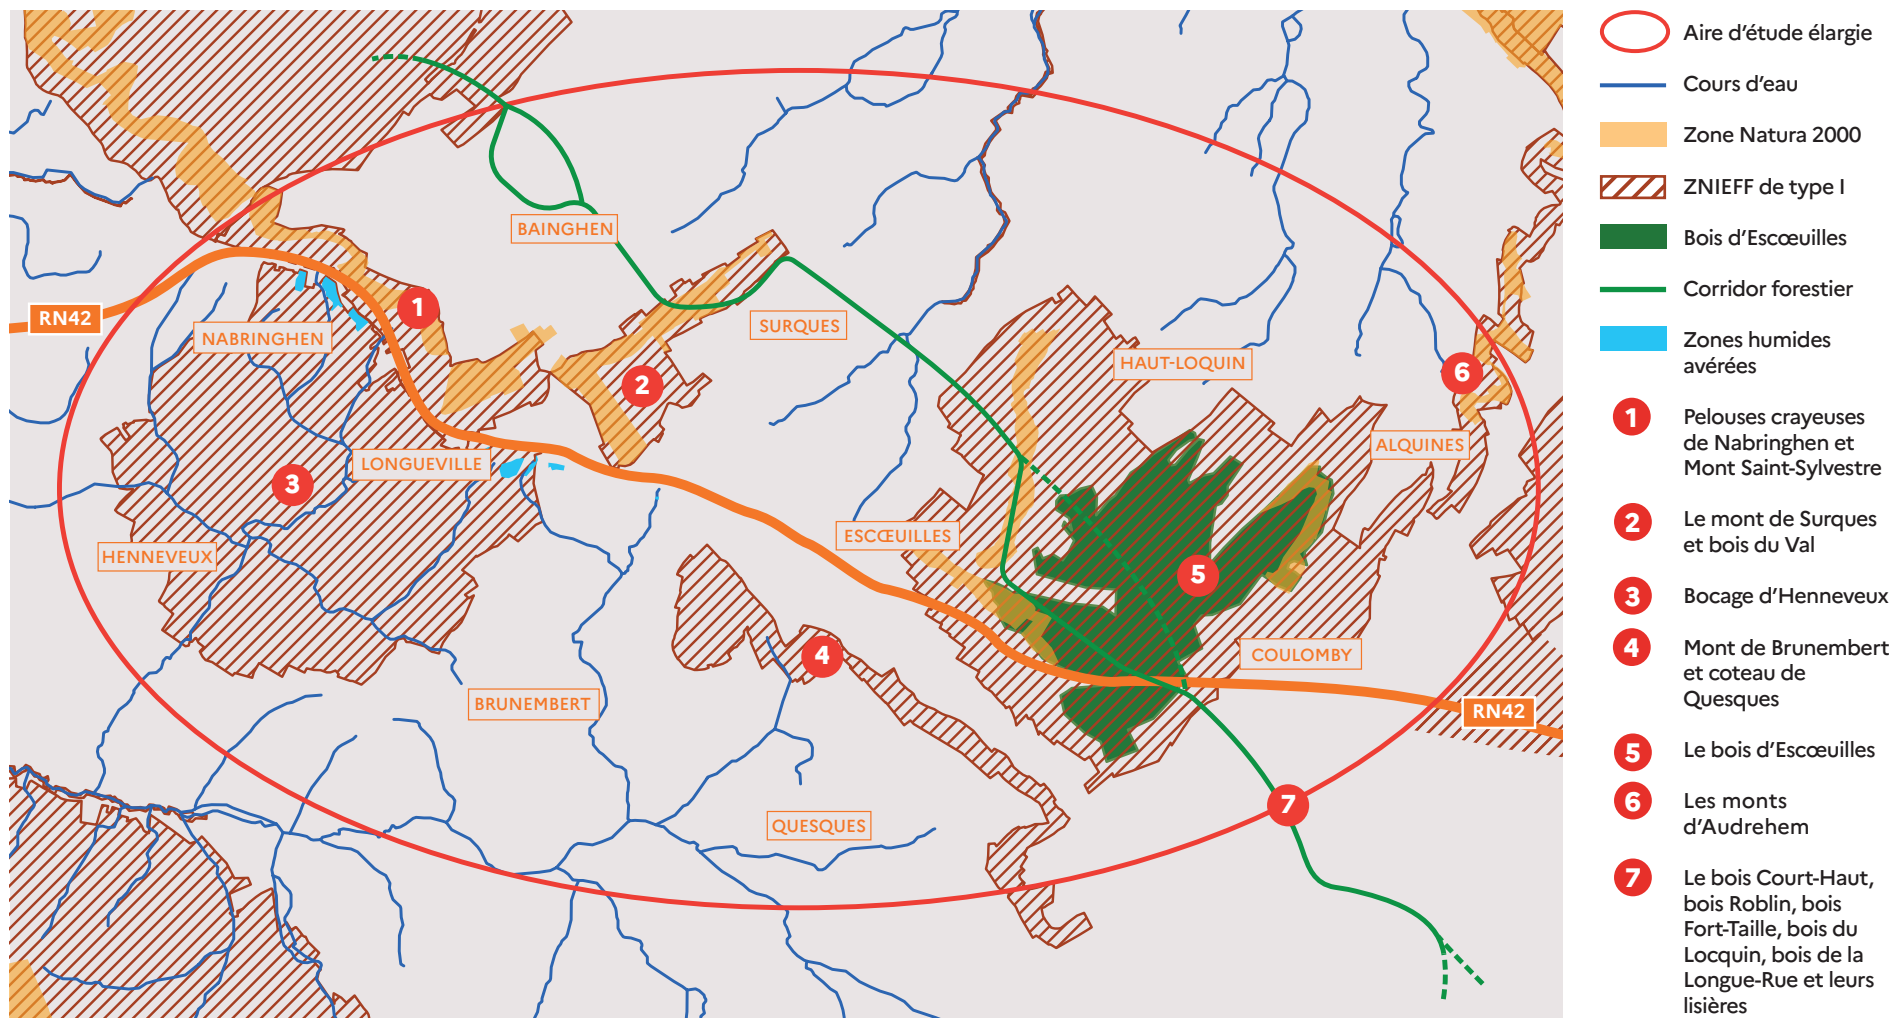 BAINGHEN
RN42
NABRINGHEN
1
SURQUES
HAUT-LOQUIN
2
6
LONGUEVILLE
ALQUINES
3
ESCŒUILLES
HENNEVEUX
5
4
COULOMBY
BRUNEMBERT
RN42
QUESQUES
7
Aire d'étude élargie
Cours d'eau
Zone Natura 2000
ZNIEFF de type I
Bois d'Escœuilles
Corridor forestier
Zones humides
avérées
1 Pelouses crayeuses
de Nabringhen et
Mont Saint-Sylvestre
2 Le mont de Surques
et bois du Val
3 Bocage d'Henneveux
4 Mont de Brunembert
et coteau de
Quesques
5 Le bois d'Escœuilles
6 Les monts
d'Audrehem
7 Le bois Court-Haut,
bois Roblin, bois
Fort-Taille, bois du
Locquin, bois de la
Longue-Rue et leurs
lisières